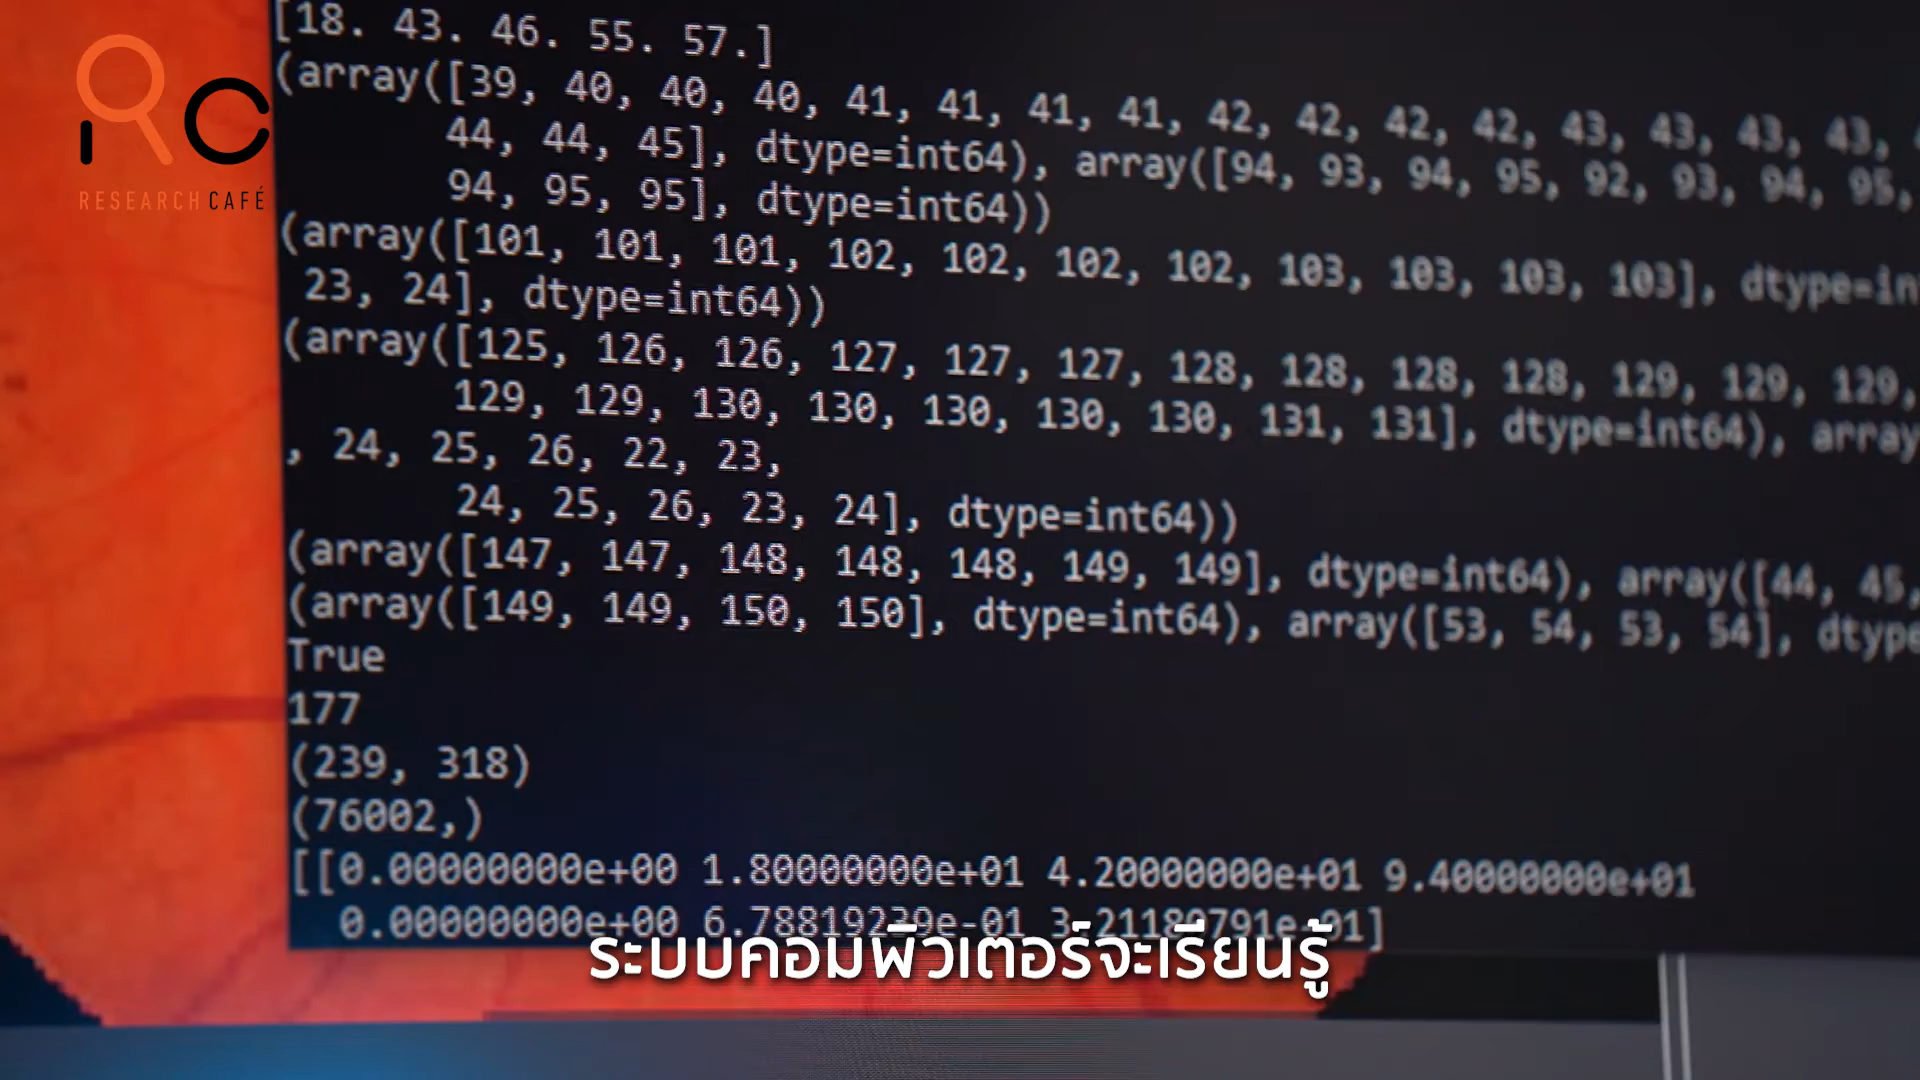 RESEARCH CAFÉ
[18. 43. 46. 55. 57.]
(array([39, 40, 40, 40, 41, 41, 41, 41, 42, 42, 42, 42, 43, 43, 43, 43,
44, 44, 45], dtype=int64), array([94, 93, 94, 95, 92, 93, 94, 95,
94, 95, 95], dtype=int64))
(array([101, 101, 101, 102, 102, 102, 102, 103, 103, 103, 103], dtype=in
23, 24], dtype=int64))
(array([125, 126, 126, 127, 127, 127, 128, 128, 128, 128, 129, 129, 129,
129, 129, 130, 130, 130, 130, 130, 131, 131], dtype=int64), array
, 24, 25, 26, 22, 23,
24, 25, 26, 23, 24], dtype=int64))
(array([147, 147, 148, 148, 148, 149, 149], dtype=int64), array([44, 45,
(array([149, 149, 150, 150], dtype=int64), array([53, 54, 53, 54], dtype
True
177
(239, 318)
(76002,)
[[0.00000000e+00 1.80000000e+01 4.20000000e+01 9.40000000e+01
0.00000000e+00 6.78819239e-01 3.21180791e-01]
ระบบคอมพิวเตอร์จะเรียนรู้